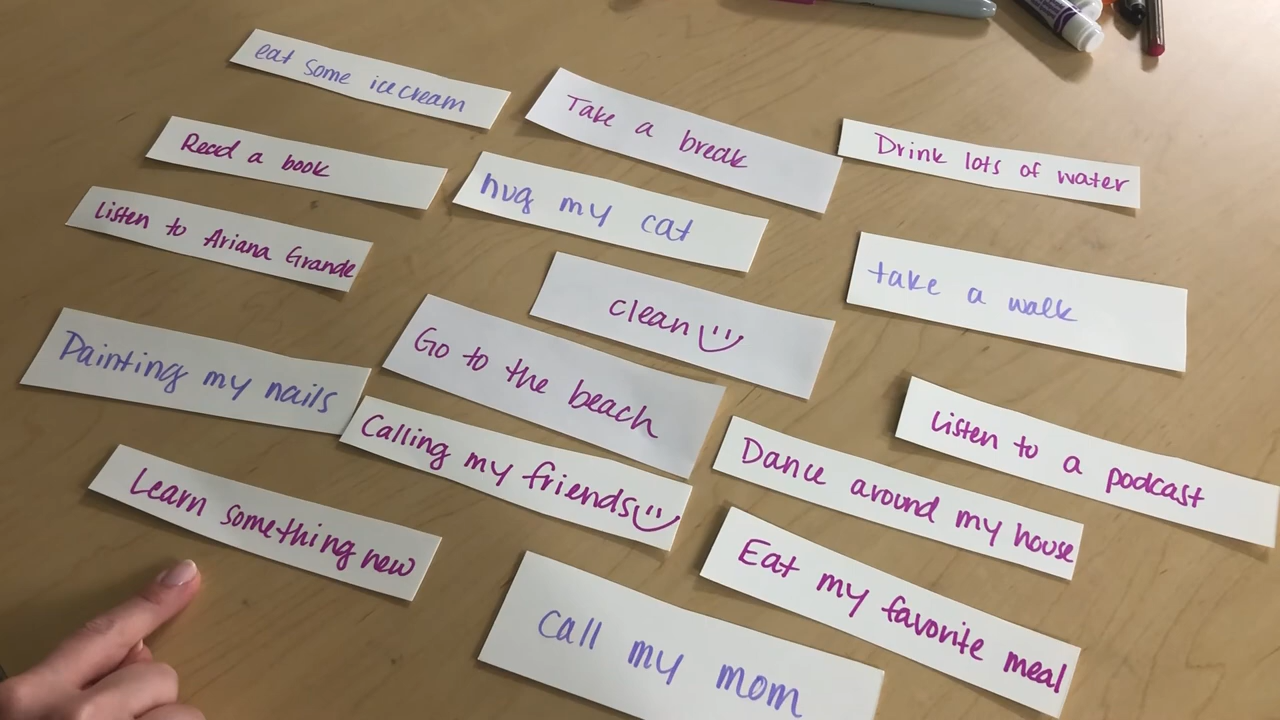 eat some ice cream
Take a break
Drink lots of water
Read a book
hug my cat
Listen to Ariana Grande
take a walk
clean
Painting my nails
Go to the beach
Listen to a podcast
Calling my friends
Dance around my house
Learn something new
Eat my favorite meal
Call my mom